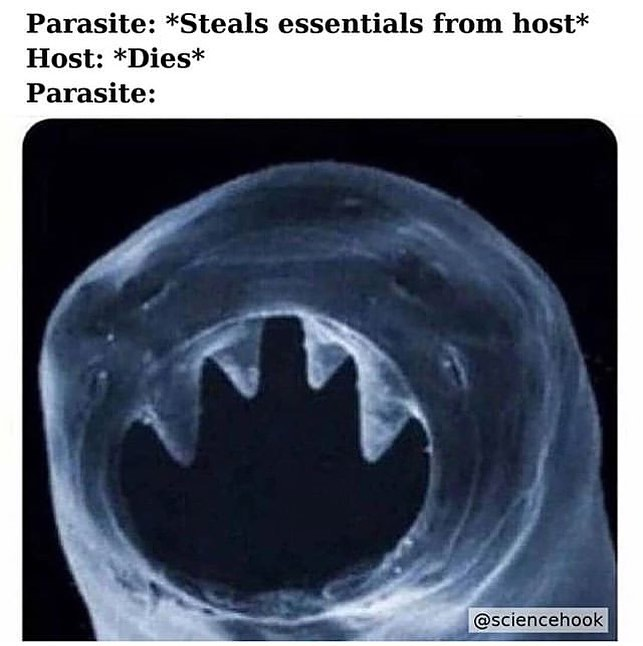 Parasite: *Steals essentials from host*
Host: *Dies*
Parasite:
@sciencehook